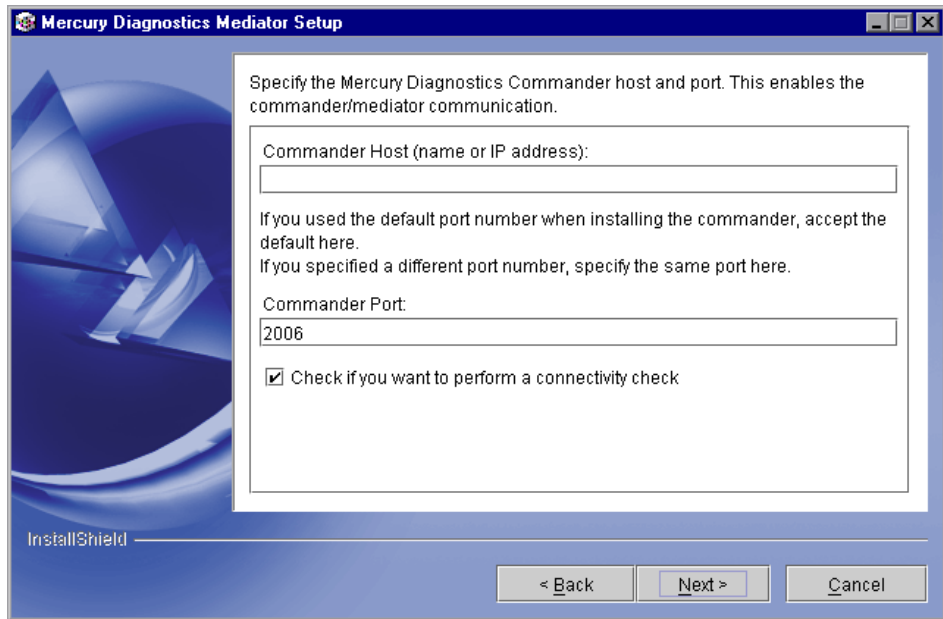 Mercury Diagnostics Mediator Setup
Specify the Mercury Diagnostics Commander host and port. This enables the
commander/mediator communication.
Commander Host (name or IP address):
If you used the default port number when installing the commander, accept the
default here.
If you specified a different port number, specify the same port here.
Commander Port:
2006
Check if you want to perform a connectivity check
InstallShield
< Back
Next >
Cancel